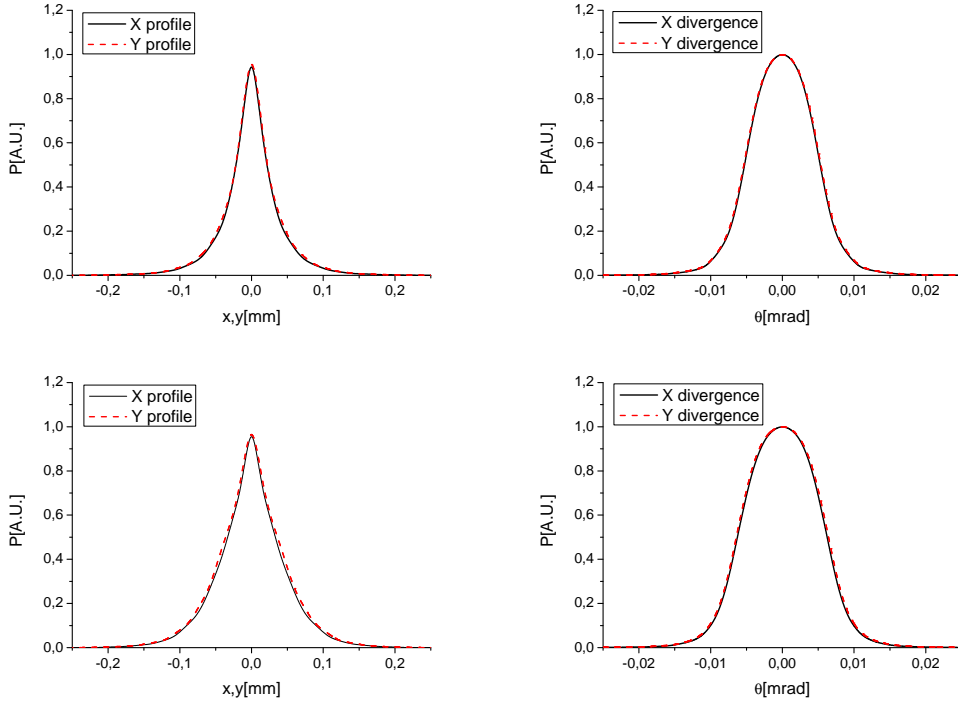 1,2
1,0
0,8
0,6
0,4
0,2
0,0
P[A.U.]
X profile
Y profile
-0,2 -0,1 0,0 0,1 0,2
x,y[mm]
1,2
1,0
0,8
0,6
0,4
0,2
0,0
P[A.U.]
X divergence
Y divergence
-0,02 -0,01 0,00 0,01 0,02
θ[mrad]
1,2
1,0
0,8
0,6
0,4
0,2
0,0
P[A.U.]
X profile
Y profile
-0,2 -0,1 0,0 0,1 0,2
x,y[mm]
1,2
1,0
0,8
0,6
0,4
0,2
0,0
P[A.U.]
X divergence
Y divergence
-0,02 -0,01 0,00 0,01 0,02
θ[mrad]